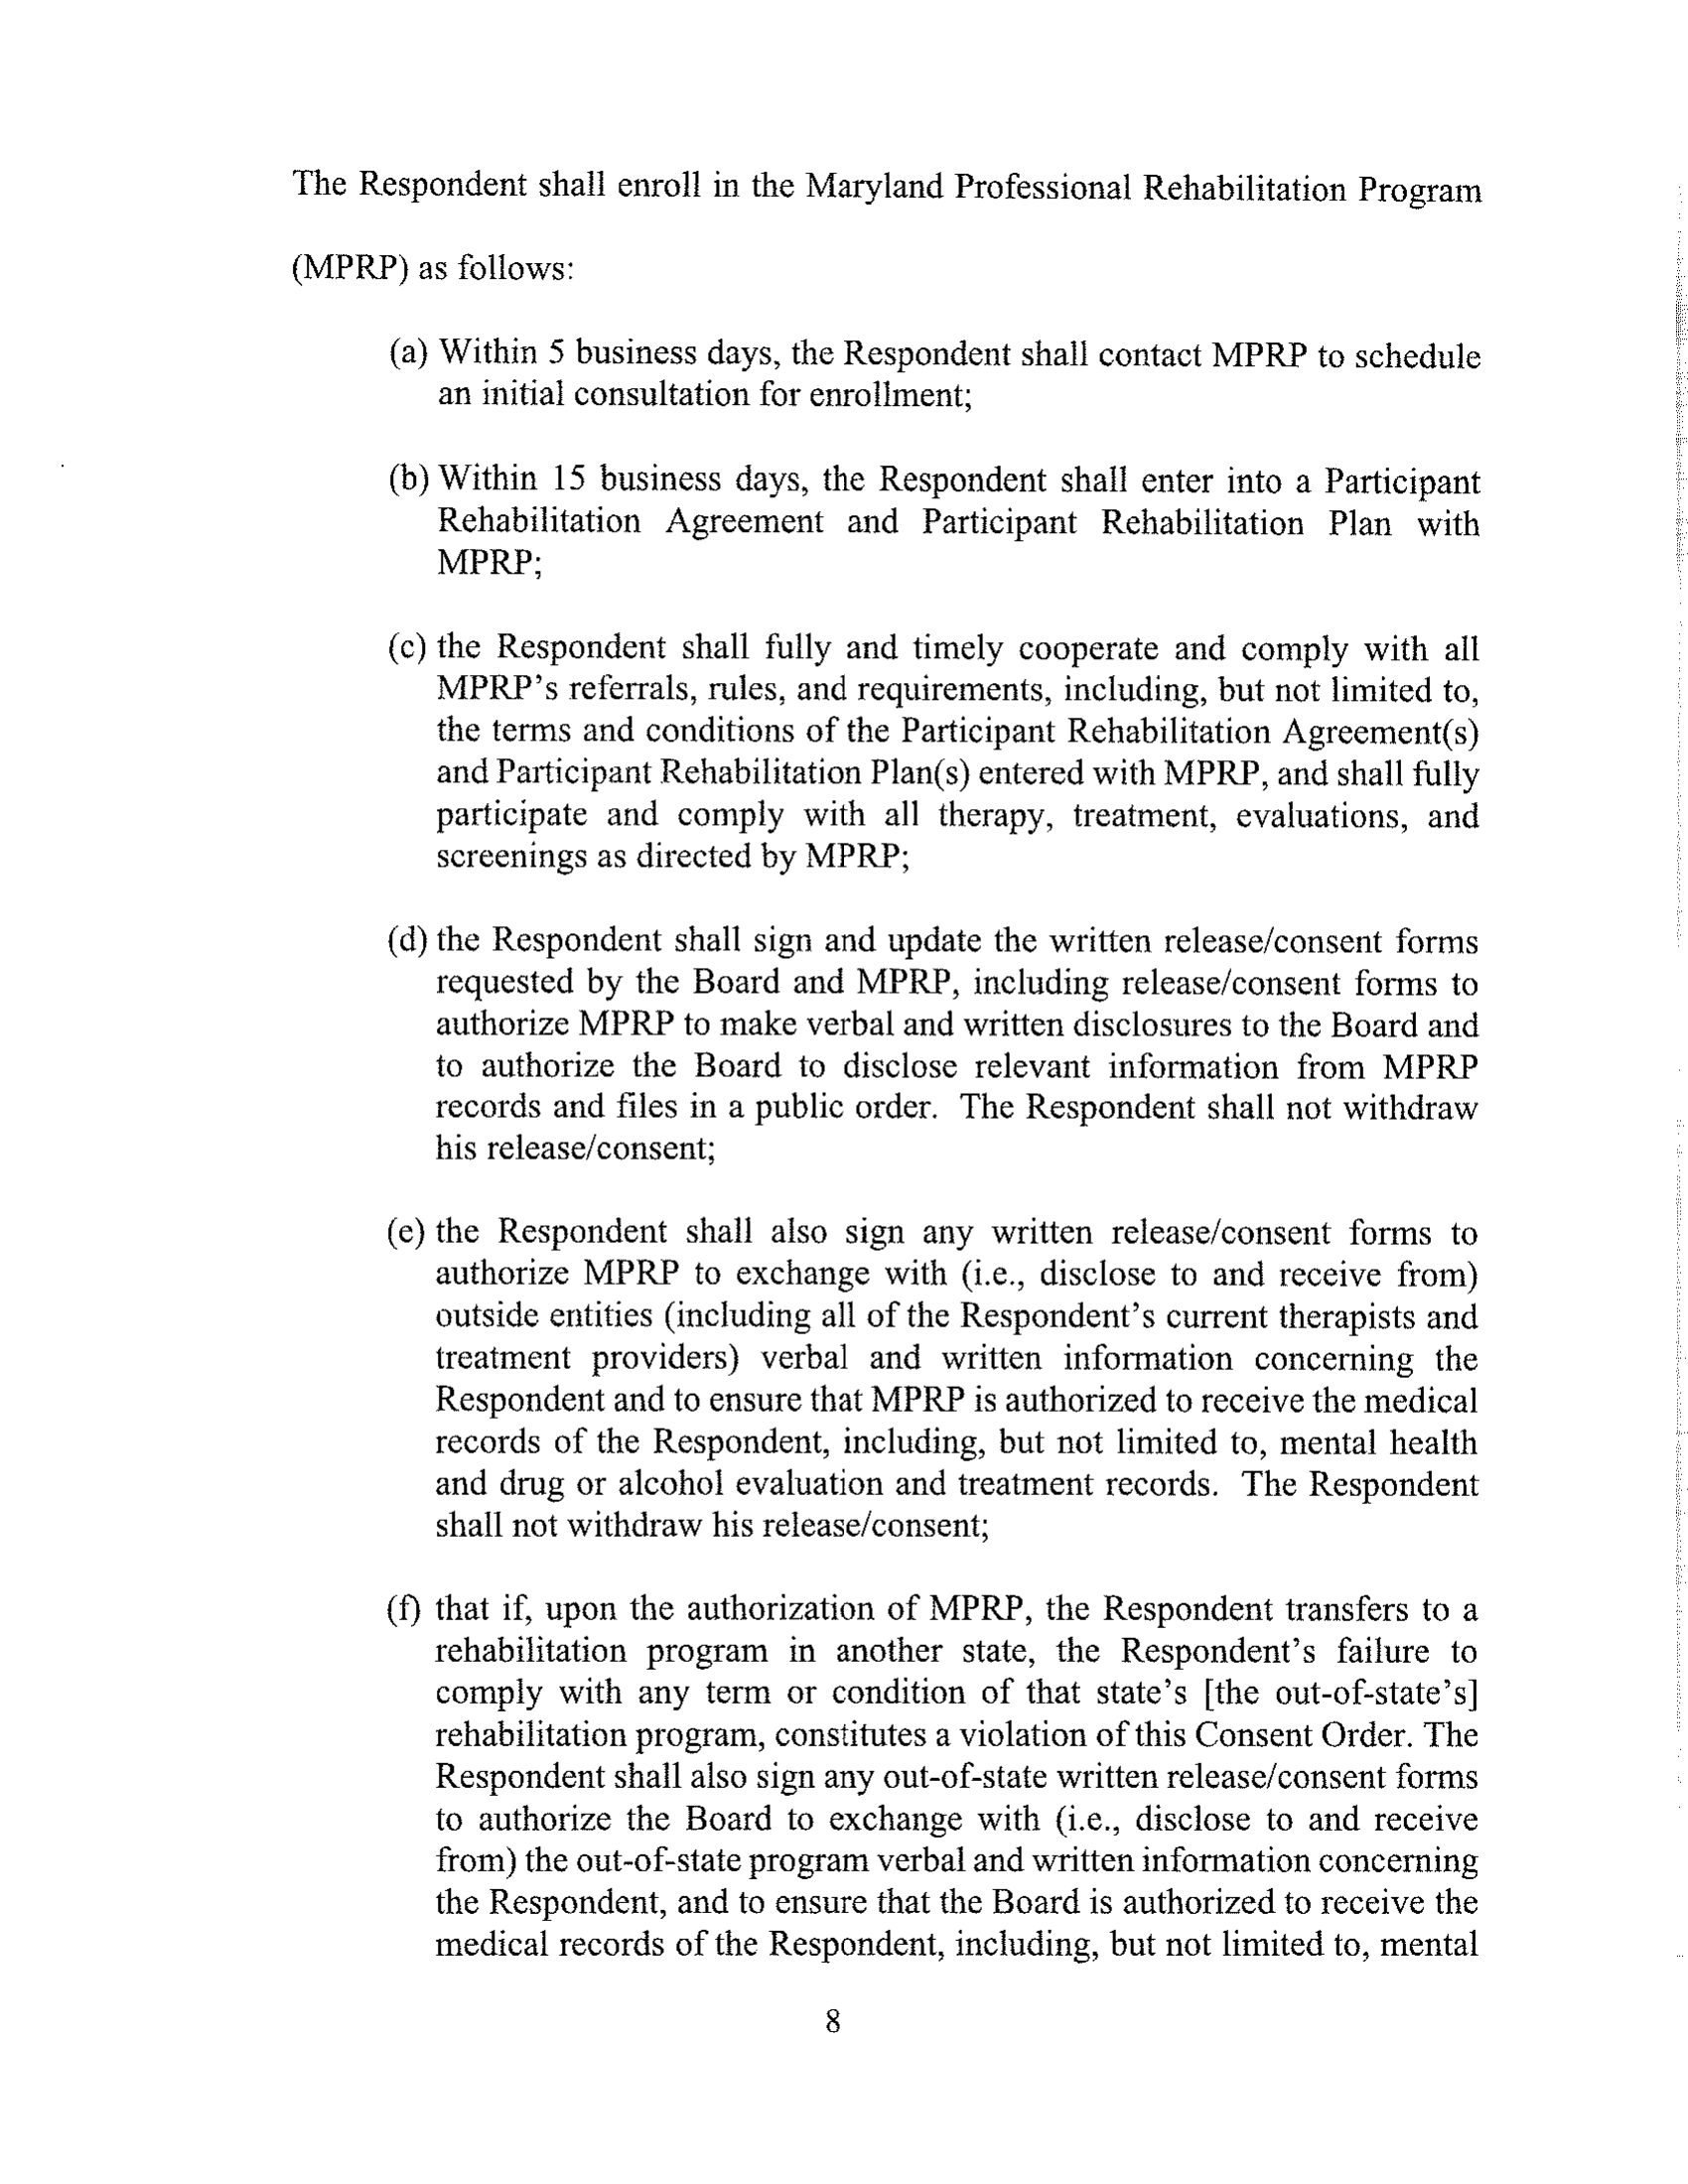 The Respondent shall enroll in the Maryland Professional Rehabilitation Program
(MPRP) as follows:
(a) Within 5 business days, the Respondent shall contact MPRP to schedule
an initial consultation for enrollment;
(b) Within 15 business days, the Respondent shall enter into a Participant
Rehabilitation Agreement and Participant Rehabilitation Plan with
MPRP;
(c) the Respondent shall fully and timely cooperate and comply with all
MPRP's referrals, rules, and requirements, including, but not limited to,
the terms and conditions of the Participant Rehabilitation Agreement(s)
and Participant Rehabilitation Plan(s) entered with MPRP, and shall fully
participate and comply with all therapy, treatment, evaluations, and
screenings as directed by MPRP;
(d) the Respondent shall sign and update the written release/consent forms
requested by the Board and MPRP, including release/consent forms to
authorize MPRP to make verbal and written disclosures to the Board and
to authorize the Board to disclose relevant information from MPRP
records and files in a public order. The Respondent shall not withdraw
his release/consent;
(e) the Respondent shall also sign any written release/consent forms to
authorize MPRP to exchange with (i.e., disclose to and receive from)
outside entities (including all of the Respondent's current therapists and
treatment providers) verbal and written information concerning the
Respondent and to ensure that MPRP is authorized to receive the medical
records of the Respondent, including, but not limited to, mental health
and drug or alcohol evaluation and treatment records. The Respondent
shall not withdraw his release/consent;
(f) that if, upon the authorization of MPRP, the Respondent transfers to a
rehabilitation program in another state, the Respondent's failure to
comply with any term or condition of that state's [the out-of-state's]
rehabilitation program, constitutes a violation of this Consent Order. The
Respondent shall also sign any out-of-state written release/consent forms
to authorize the Board to exchange with (i.e., disclose to and receive
from) the out-of-state program verbal and written information concerning
the Respondent, and to ensure that the Board is authorized to receive the
medical records of the Respondent, including, but not limited to, mental
8